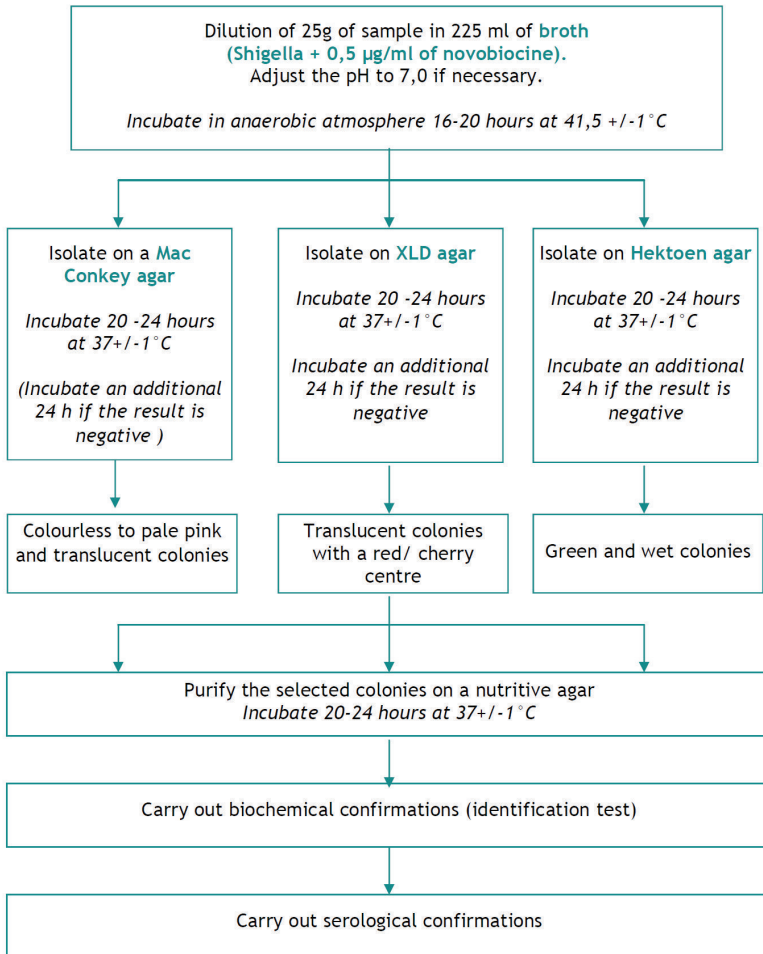 Dilution of 25g of sample in 225 ml of broth
(Shigella + 0,5 µg/ml of novobiocine).
Adjust the pH to 7,0 if necessary.
Incubate in anaerobic atmosphere 16-20 hours at 41,5 +/-1°C
Isolate on a Mac
Conkey agar
Incubate 20 -24 hours
at 37+/-1°C
(Incubate an additional
24 h if the result is
negative )
Isolate on XLD agar
Incubate 20 -24 hours
at 37+/-1°C
Incubate an additional
24 h if the result is
negative
Isolate on Hektoen agar
Incubate 20 -24 hours
at 37+/-1°C
Incubate an additional
24 h if the result is
negative
Colourless to pale pink
and translucent colonies
Translucent colonies
with a red/ cherry
centre
Green and wet colonies
Purify the selected colonies on a nutritive agar
Incubate 20-24 hours at 37+/-1°C
Carry out biochemical confirmations (identification test)
Carry out serological confirmations